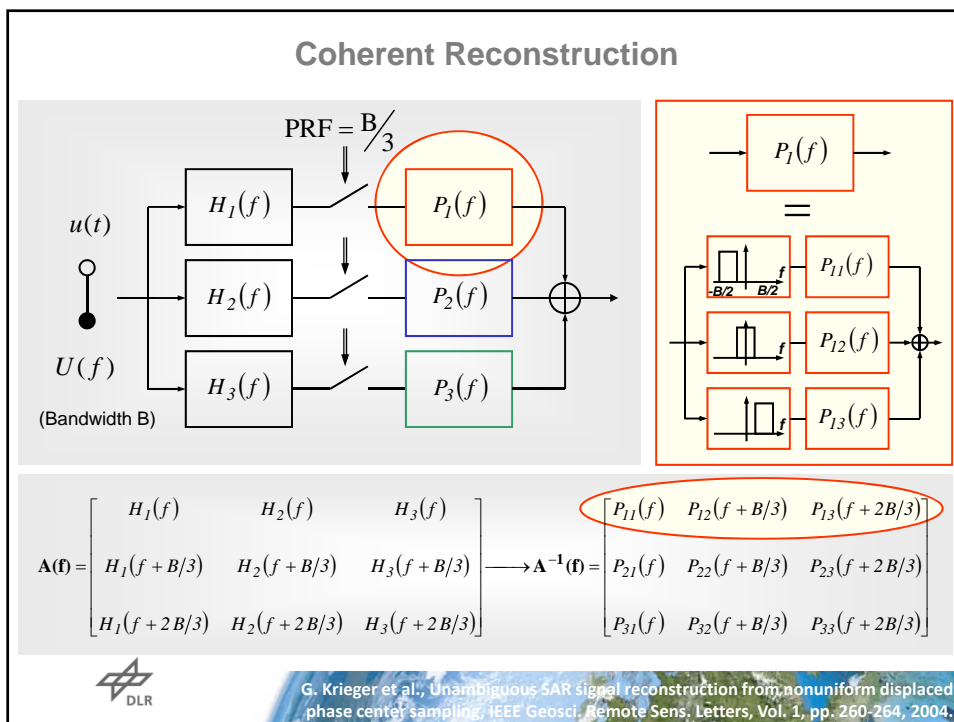 Coherent Reconstruction
PRF = B/3
u(t)
U(f)
(Bandwidth B)
H₁(f)
P₁(f)
H₂(f)
P₂(f)
H₃(f)
P₃(f)
P₁(f)
=
-B/2 B/2 f
P₁₁(f)
f
P₁₂(f)
f
P₁₃(f)
A(f) = [ H₁(f) H₂(f) H₃(f)
H₁(f + B/3) H₂(f + B/3) H₃(f + B/3)
H₁(f + 2B/3) H₂(f + 2B/3) H₃(f + 2B/3) ]
⟶ A⁻¹(f) = [ P₁₁(f) P₁₂(f + B/3) P₁₃(f + 2B/3)
P₂₁(f) P₂₂(f + B/3) P₂₃(f + 2B/3)
P₃₁(f) P₃₂(f + B/3) P₃₃(f + 2B/3) ]
DLR
G. Krieger et al., Unambiguous SAR signal reconstruction from nonuniform displaced
phase center sampling, IEEE Geosci. Remote Sens. Letters, Vol. 1, pp. 260-264, 2004.